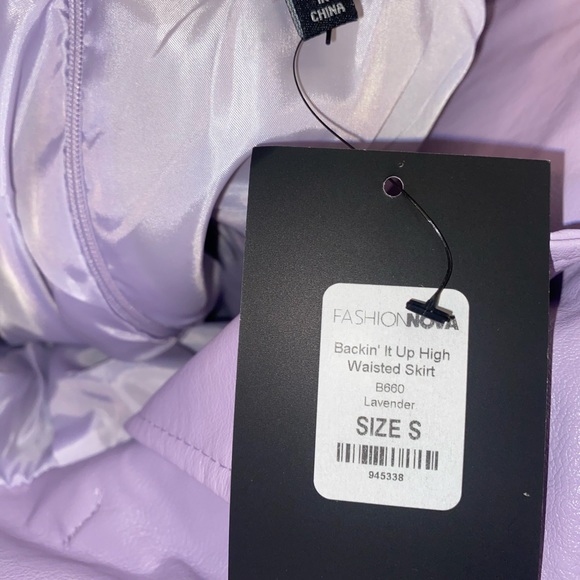 CHINA
FASHIONNOVA
Backin' It Up High
Waisted Skirt
B660
Lavender
SIZE S
945338